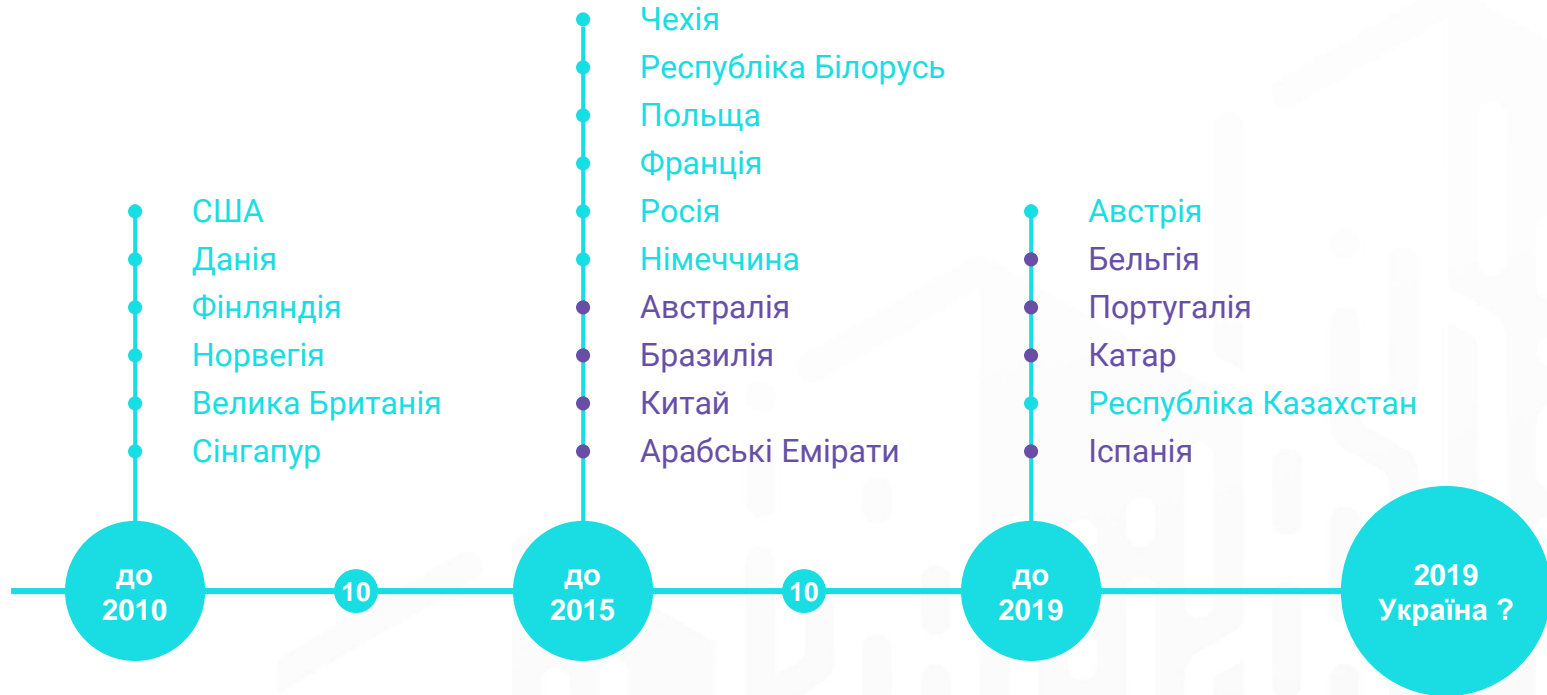 Чехія
Республіка Білорусь
Польща
Франція
США
Росія
Австрія
Данія
Німеччина
Бельгія
Фінляндія
Австралія
Португалія
Норвегія
Бразилія
Катар
Велика Британія
Китай
Республіка Казахстан
Сінгапур
Арабські Емірати
Іспанія
до
2010
10
до
2015
10
до
2019
2019
Україна ?